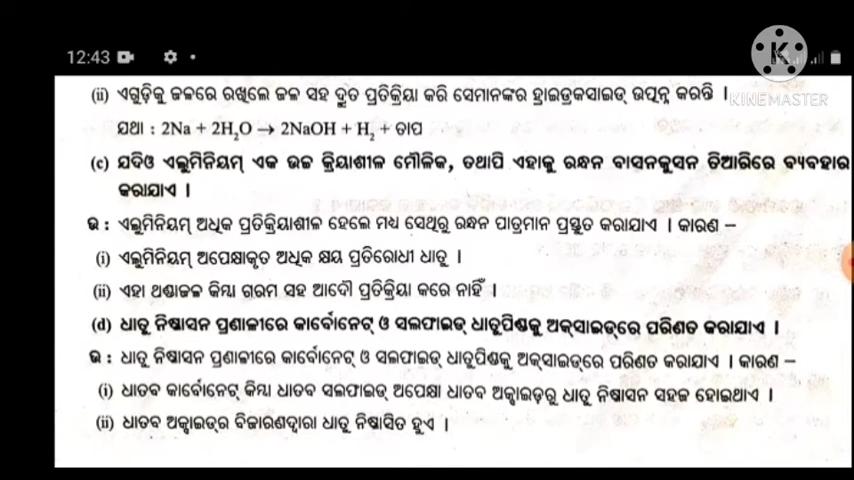 12:43
KINEMASTER
(ii) ଏଗୁଡ଼ିକୁ ଜଳରେ ରଖିଲେ ଜଳ ସହ ଦ୍ରୁତ ପ୍ରତିକ୍ରିୟା କରି ସେମାନଙ୍କର ହାଇଡ୍ରକସାଇଡ୍ ଉତ୍ପନ୍ନ କରନ୍ତି ।
ଯଥା : 2Na + 2H₂O → 2NaOH + H₂ + ତାପ
(c) ଯଦିଓ ଏଲୁମିନିୟମ୍ ଏକ ଉଚ୍ଚ କ୍ରିୟାଶୀଳ ମୌଳିକ, ତଥାପି ଏହାକୁ ରନ୍ଧନ ବାସନକୁସନ ତିଆରିରେ ବ୍ୟବହାର
କରାଯାଏ ।
ଉ : ଏଲୁମିନିୟମ୍ ଅଧିକ ପ୍ରତିକ୍ରିୟାଶୀଳ ହେଲେ ମଧ୍ୟ ସେଥିରୁ ରନ୍ଧନ ପାତ୍ରମାନ ପ୍ରସ୍ତୁତ କରାଯାଏ । କାରଣ –
(i) ଏଲୁମିନିୟମ୍ ଅପେକ୍ଷାକୃତ ଅଧିକ କ୍ଷୟ ପ୍ରତିରୋଧୀ ଧାତୁ ।
(ii) ଏହା ଥଣ୍ଡାଜଳ କିମ୍ବା ଗରମ ସହ ଆଦୌ ପ୍ରତିକ୍ରିୟା କରେ ନାହିଁ ।
(d) ଧାତୁ ନିଷ୍କାସନ ପ୍ରଣାଳୀରେ କାର୍ବୋନେଟ୍ ଓ ସଲଫାଇଡ୍ ଧାତୁପିଣ୍ଡକୁ ଅକ୍‌ସାଇଡ୍‌ରେ ପରିଣତ କରାଯାଏ ।
ଉ : ଧାତୁ ନିଷ୍କାସନ ପ୍ରଣାଳୀରେ କାର୍ବୋନେଟ୍ ଓ ସଲଫାଇଡ୍ ଧାତୁପିଣ୍ଡକୁ ଅକ୍‌ସାଇଡ୍‌ରେ ପରିଣତ କରାଯାଏ । କାରଣ –
(i) ଧାତବ କାର୍ବୋନେଟ୍ କିମ୍ବା ଧାତବ ସଲଫାଇଡ୍ ଅପେକ୍ଷା ଧାତବ ଅକ୍ସାଇଡ଼ରୁ ଧାତୁ ନିଷ୍କାସନ ସହଜ ହୋଇଥାଏ ।
(ii) ଧାତବ ଅକ୍ସାଇଡ୍‌ର ବିଜାରଣଦ୍ୱାରା ଧାତୁ ନିଷ୍କାସିତ ହୁଏ ।